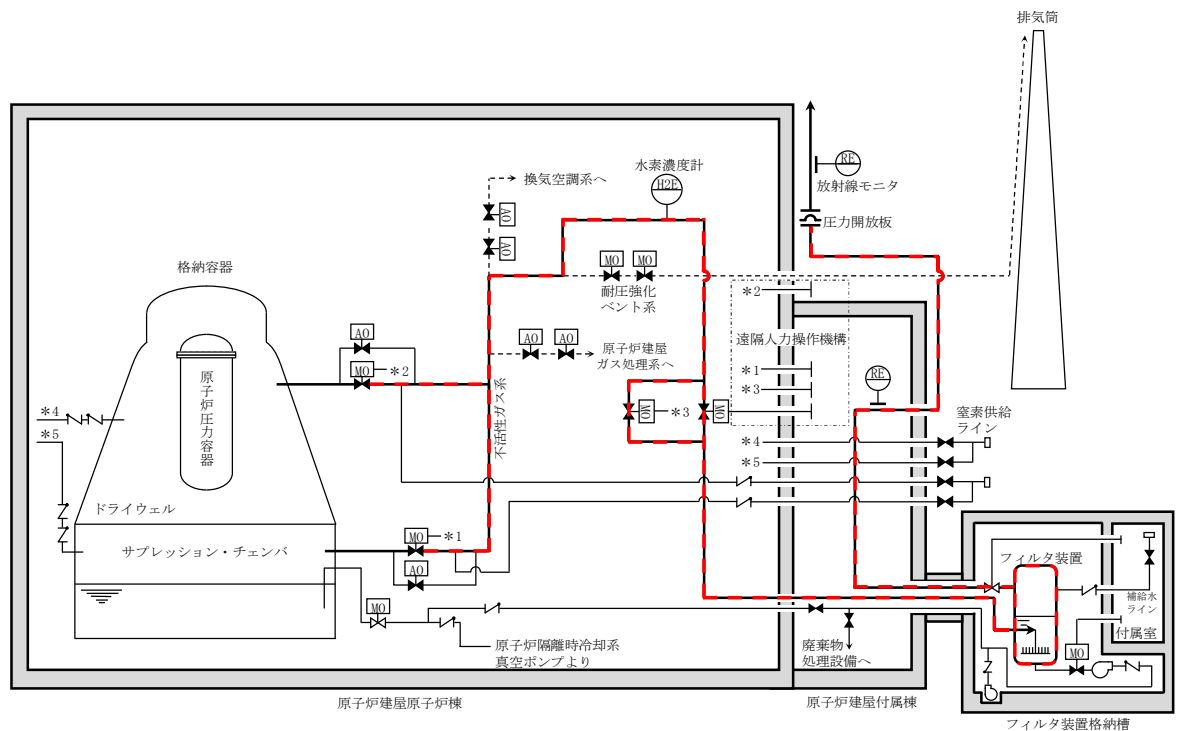 排気筒
水素濃度計
RE
換気空調系へ
H2E
放射線モニタ
AO
圧力開放板
AO
格納容器
MO
MO
耐圧強化
ベント系
＊2
遠隔人力操作機構
AO
AO
AO
原子炉建屋
ガス処理系へ
MO
＊2
＊1
RE
原子炉圧力容器
不活性ガス系
＊3
＊4
MO
＊3
MO
窒素供給
ライン
＊5
＊4
＊5
ドライウェル
MO
＊1
サプレッション・チェンバ
AO
フィルタ装置
補給水
ライン
MO
付属室
原子炉隔離時冷却系
真空ポンプより
廃棄物
処理設備へ
MO
原子炉建屋原子炉棟
原子炉建屋付属棟
フィルタ装置格納槽